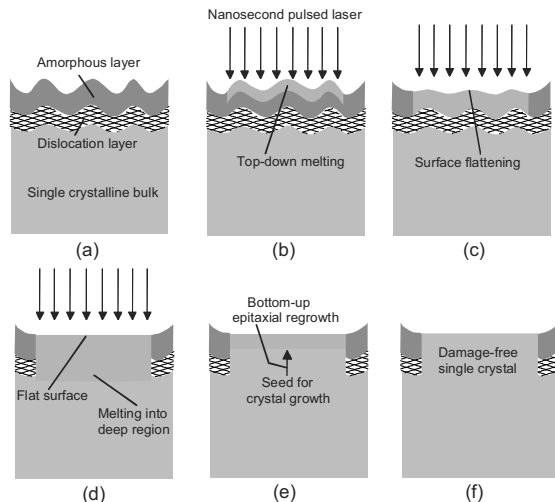 Nanosecond pulsed laser
Amorphous layer
Dislocation layer
Single crystalline bulk
Top-down melting
Surface flattening
(a)
(b)
(c)
Flat surface
Melting into
deep region
Bottom-up
epitaxial regrowth
Seed for
crystal growth
Damage-free
single crystal
(d)
(e)
(f)